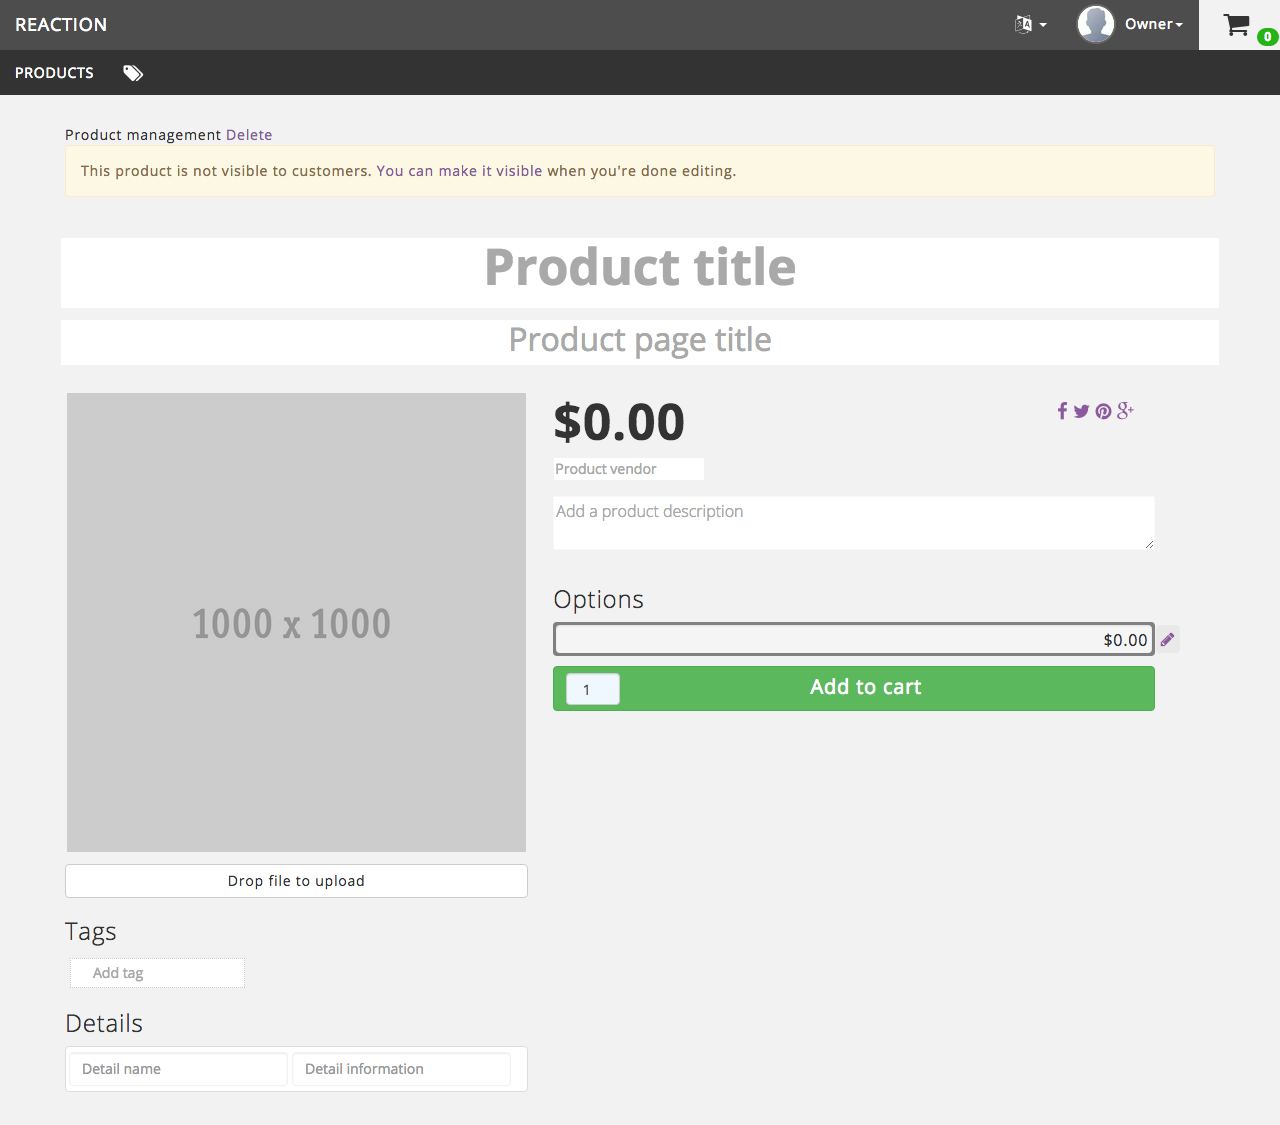 REACTION
Owner
0
PRODUCTS
Product management Delete
This product is not visible to customers. You can make it visible when you're done editing.
Product title
Product page title
$0.00
Product vendor
Add a product description
1000 x 1000
Options
$0.00
1
Add to cart
Drop file to upload
Tags
Add tag
Details
Detail name
Detail information